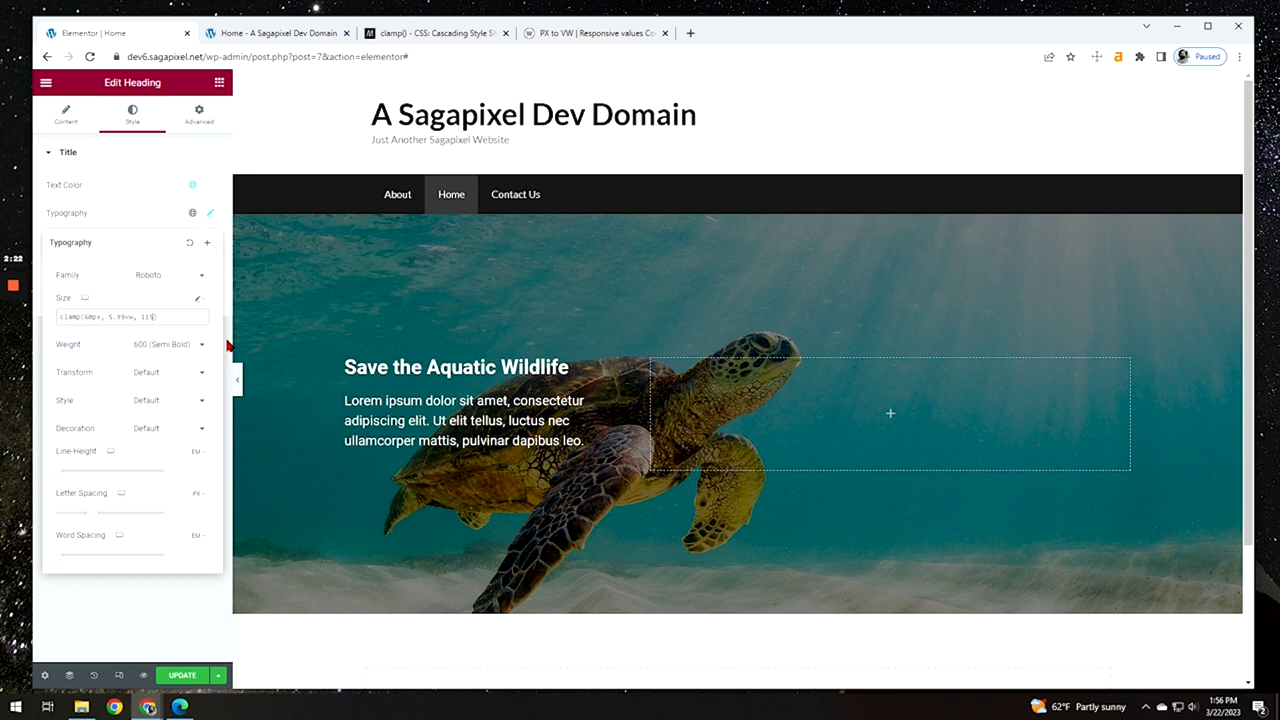 Elementor | Home
Home - A Sagapixel Dev Domain
clamp() - CSS: Cascading Style Sh
PX to VW | Responsive values Co
dev6.sagapixel.net/wp-admin/post.php?post=7&action=elementor#
Paused
Edit Heading
Content
Style
Advanced
Title
Text Color
Typography
Typography
Family
Roboto
Size
clamp(60px, 5.99vw, 115)
Weight
600 (Semi Bold)
Transform
Default
Style
Default
Decoration
Default
Line-Height
EM
Letter Spacing
PX
Word Spacing
EM
UPDATE
2:22
A Sagapixel Dev Domain
Just Another Sagapixel Website
About
Home
Contact Us
Save the Aquatic Wildlife
Lorem ipsum dolor sit amet, consectetur
adipiscing elit. Ut elit tellus, luctus nec
ullamcorper mattis, pulvinar dapibus leo.
62°F Partly sunny
1:56 PM
3/22/2023
2